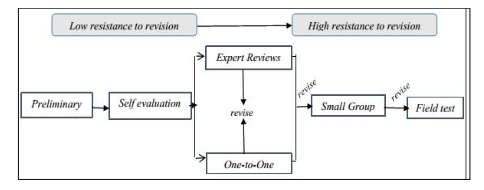 Low resistance to revision
High resistance to revision
Expert Reviews
Preliminary
Self evaluation
revise
revise
Small Group
revise
Field test
One-to-One